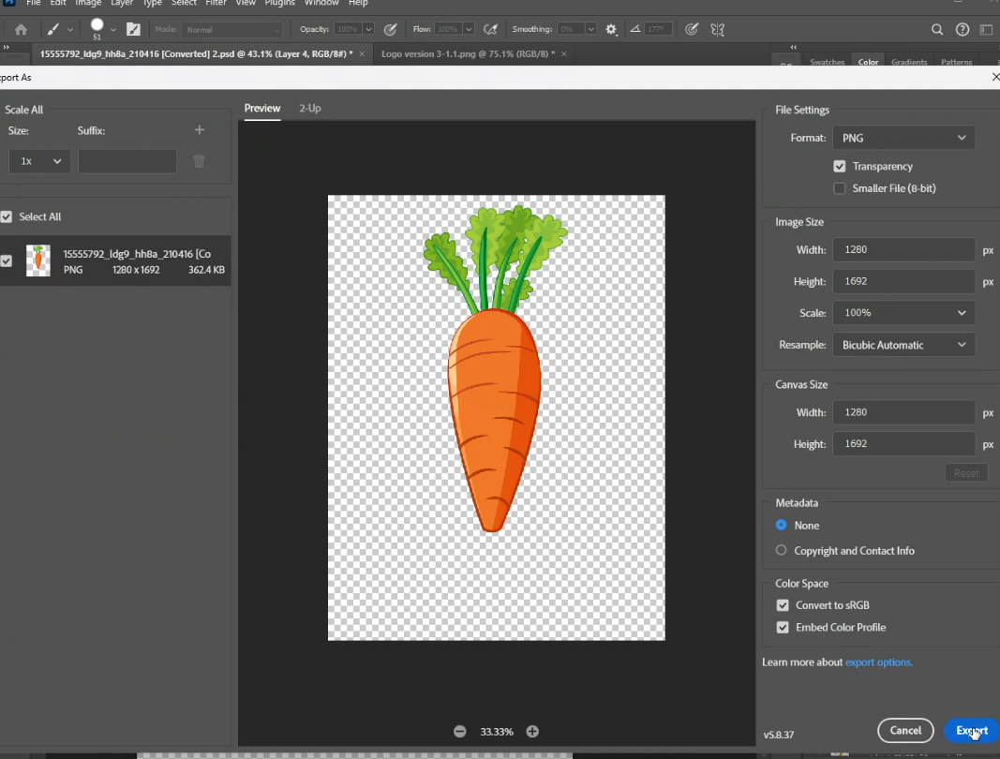 File Edit Image Layer Type Select Filter View Plugins Window Help
51 Mode: Normal Opacity: 100% Flow: 100% Smoothing: 0% 177°
15555792_ldg9_hh8a_210416 [Converted] 2.psd @ 43.1% (Layer 4, RGB/8#) * × Logo version 3-1.1.png @ 75.1% (RGB/8) * × Swatches Color Gradients Patterns
port As
Scale All
Size: Suffix:
1x
Select All
15555792_ldg9_hh8a_210416 [Co
PNG 1280 x 1692 362.4 KB
Preview 2-Up
33.33%
File Settings
Format: PNG
Transparency
Smaller File (8-bit)
Image Size
Width: 1280 px
Height: 1692 px
Scale: 100%
Resample: Bicubic Automatic
Canvas Size
Width: 1280 px
Height: 1692 px
Reset
Metadata
None
Copyright and Contact Info
Color Space
Convert to sRGB
Embed Color Profile
Learn more about export options.
v5.8.37 Cancel Export